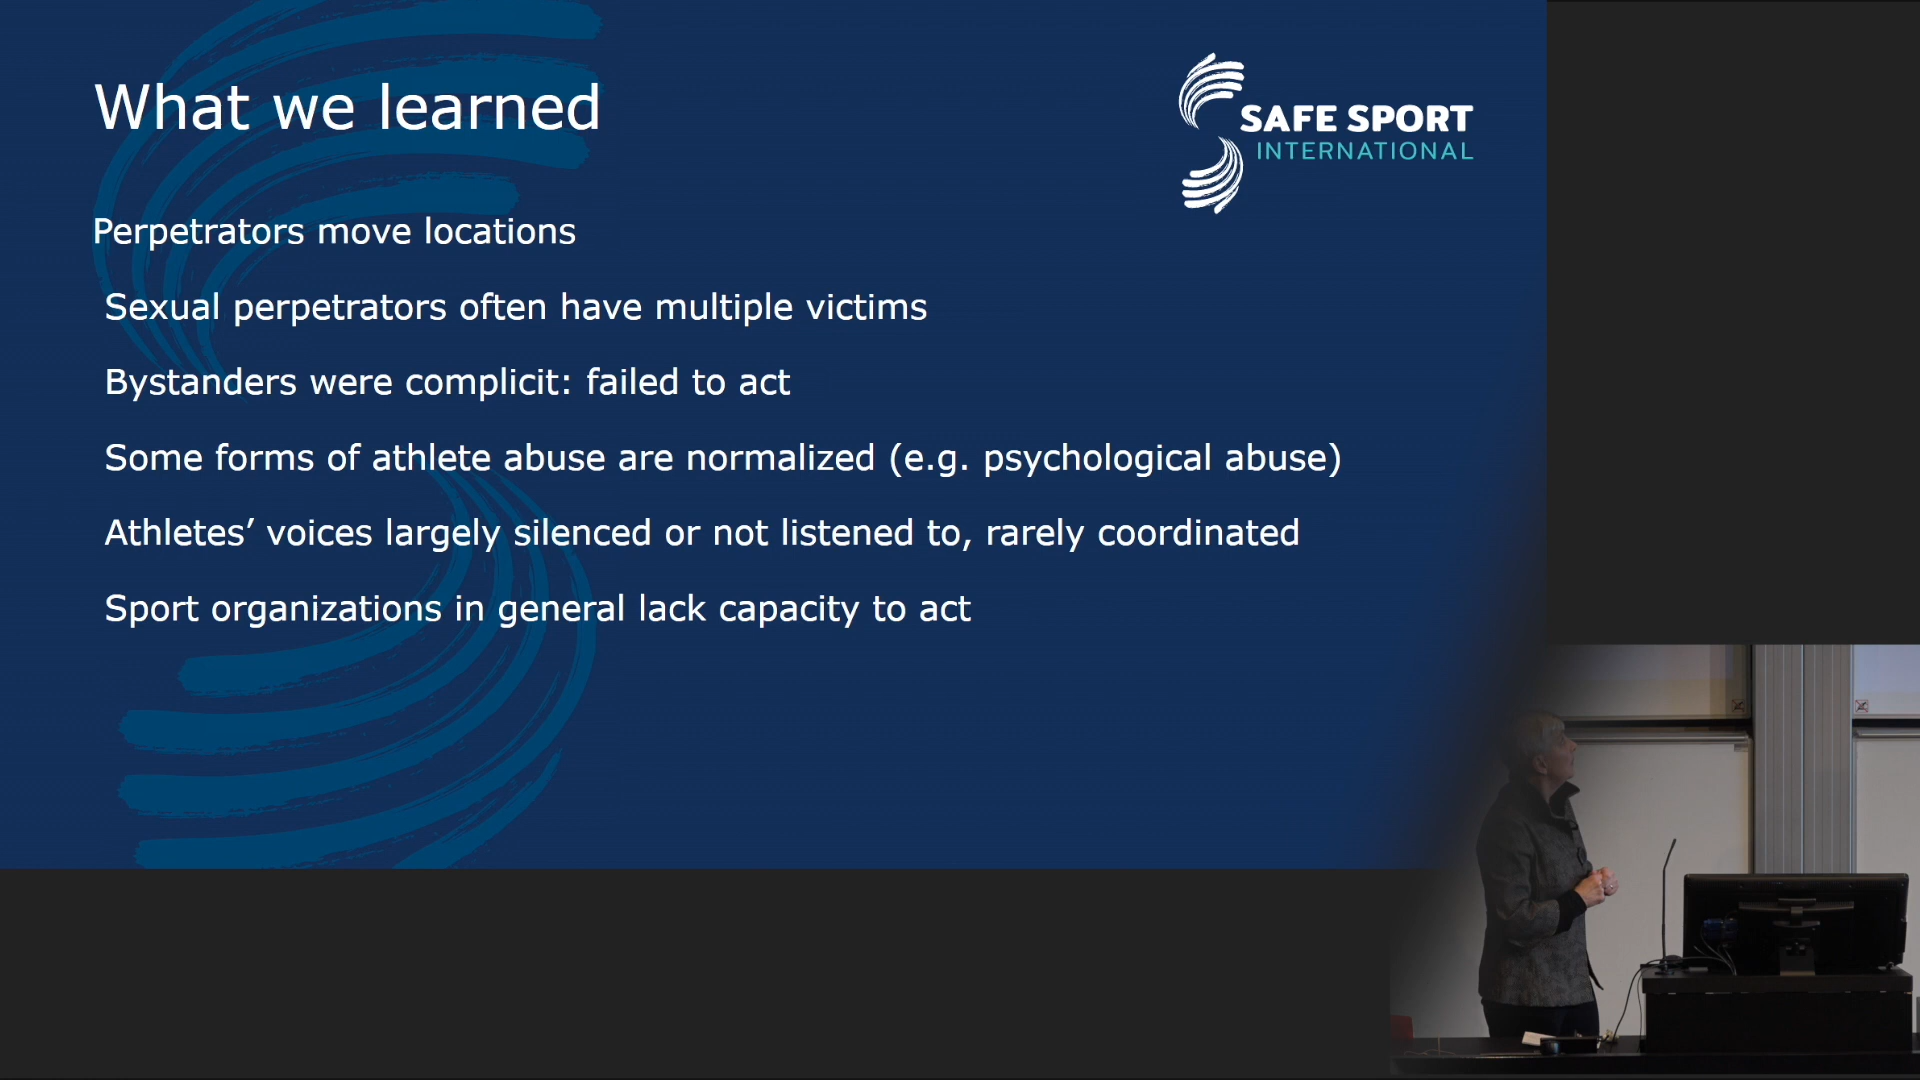 What we learned
SAFE SPORT
INTERNATIONAL
Perpetrators move locations
Sexual perpetrators often have multiple victims
Bystanders were complicit: failed to act
Some forms of athlete abuse are normalized (e.g. psychological abuse)
Athletes’ voices largely silenced or not listened to, rarely coordinated
Sport organizations in general lack capacity to act